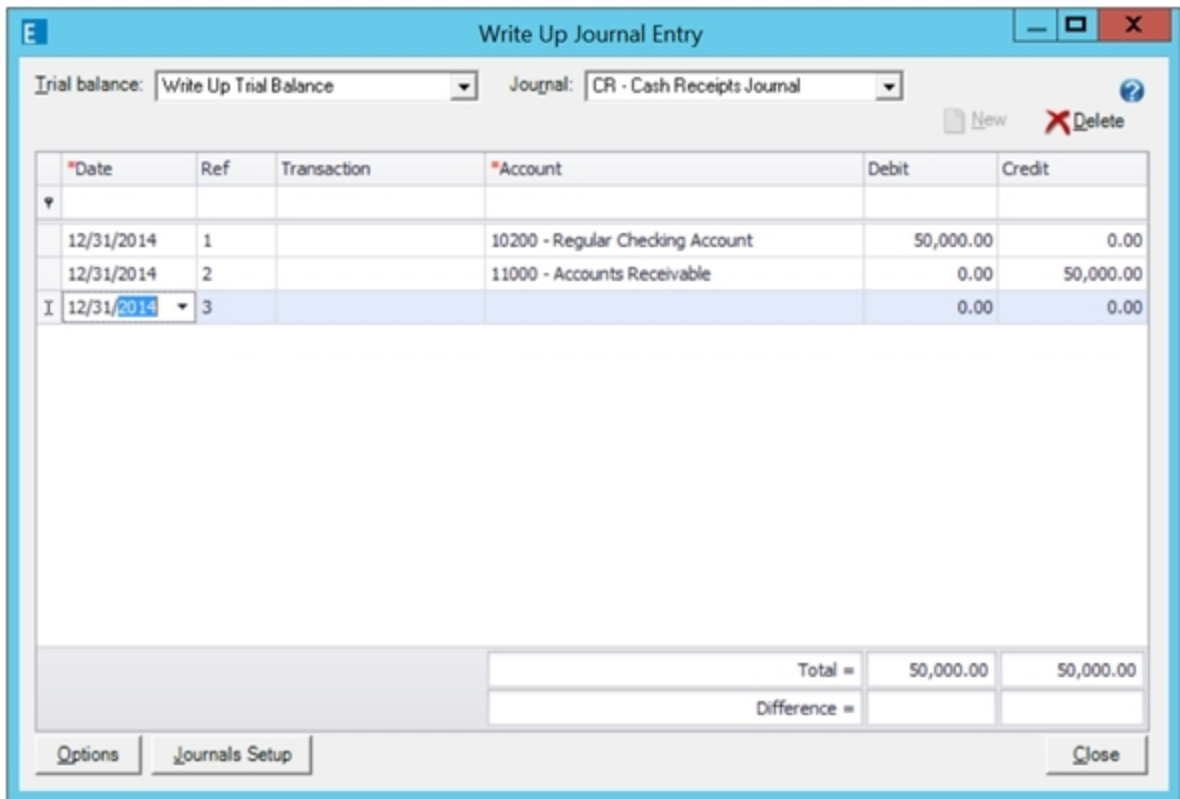 E
Write Up Journal Entry
Trial balance: Write Up Trial Balance Journal: CR - Cash Receipts Journal ?
New Delete
*Date Ref Transaction *Account Debit Credit
12/31/2014 1 10200 - Regular Checking Account 50,000.00 0.00
12/31/2014 2 11000 - Accounts Receivable 0.00 50,000.00
12/31/2014 3 0.00 0.00
Total = 50,000.00 50,000.00
Difference =
Options Journals Setup Close